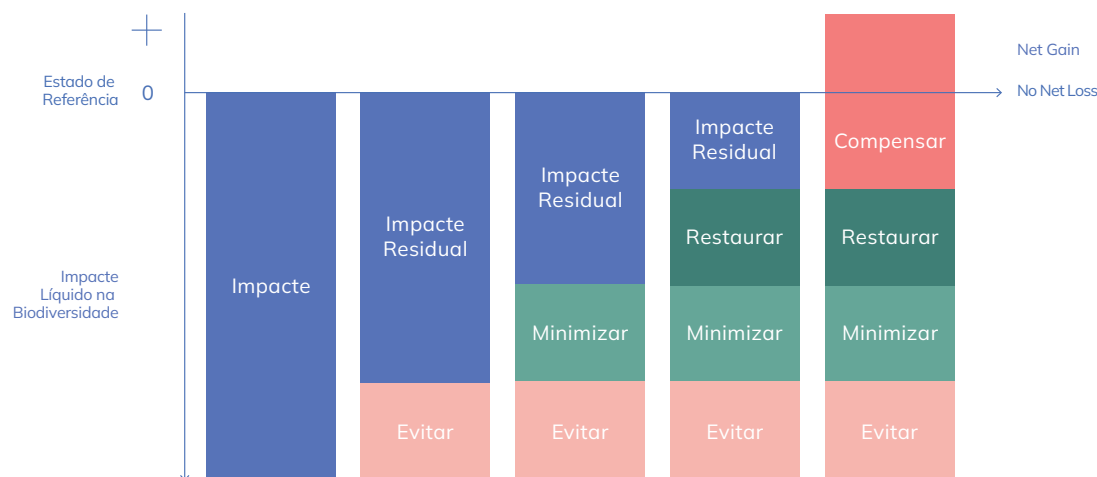 +
Net Gain
Estado de
Referência
0
No Net Loss
Impacte
Impacte
Residual
Impacte
Residual
Impacte
Residual
Compensar
Restaurar
Restaurar
Minimizar
Minimizar
Minimizar
Evitar
Evitar
Evitar
Evitar
Impacte
Líquido na
Biodiversidade